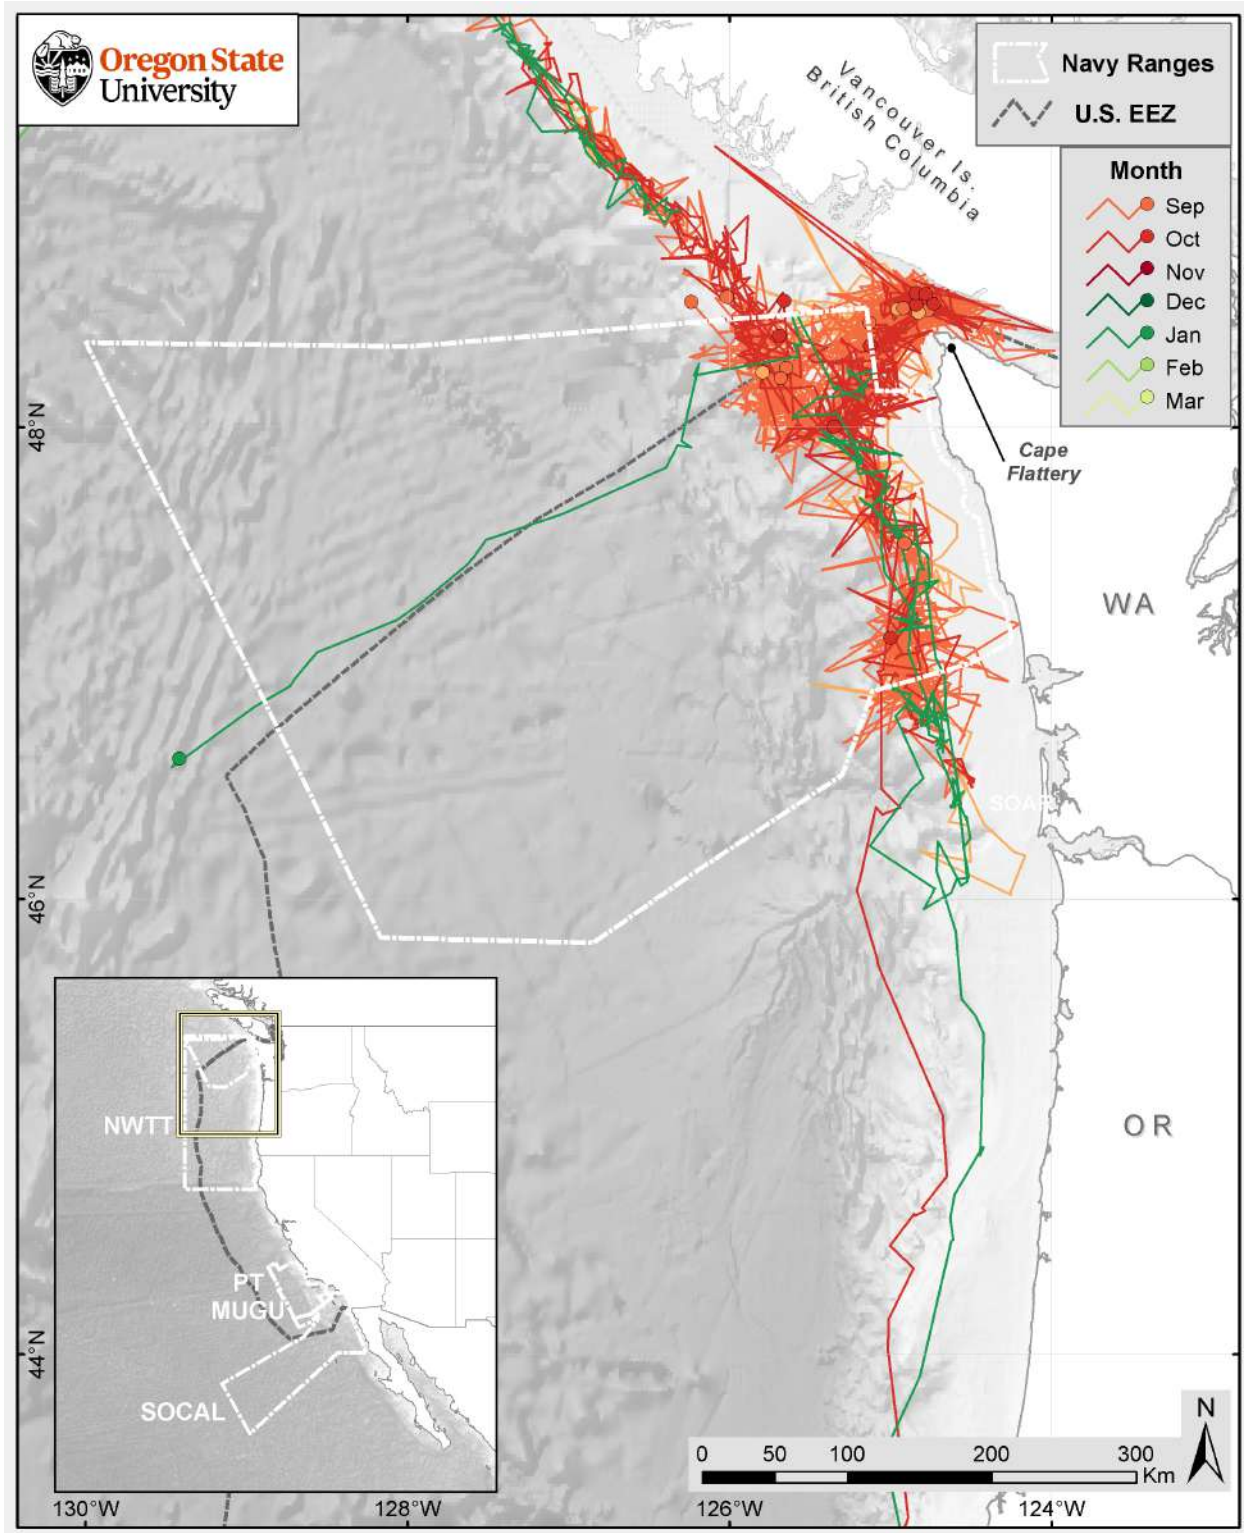 Oregon State
University
Navy Ranges
U.S. EEZ
Month
Sep
Oct
Nov
Dec
Jan
Feb
Mar
Vancouver Is.
British Columbia
Cape
Flattery
48°N
WA
SOAR
46°N
OR
NWTT
PT
MUGU
SOCAL
44°N
N
0 50 100 200 300
Km
130°W 128°W 126°W 124°W